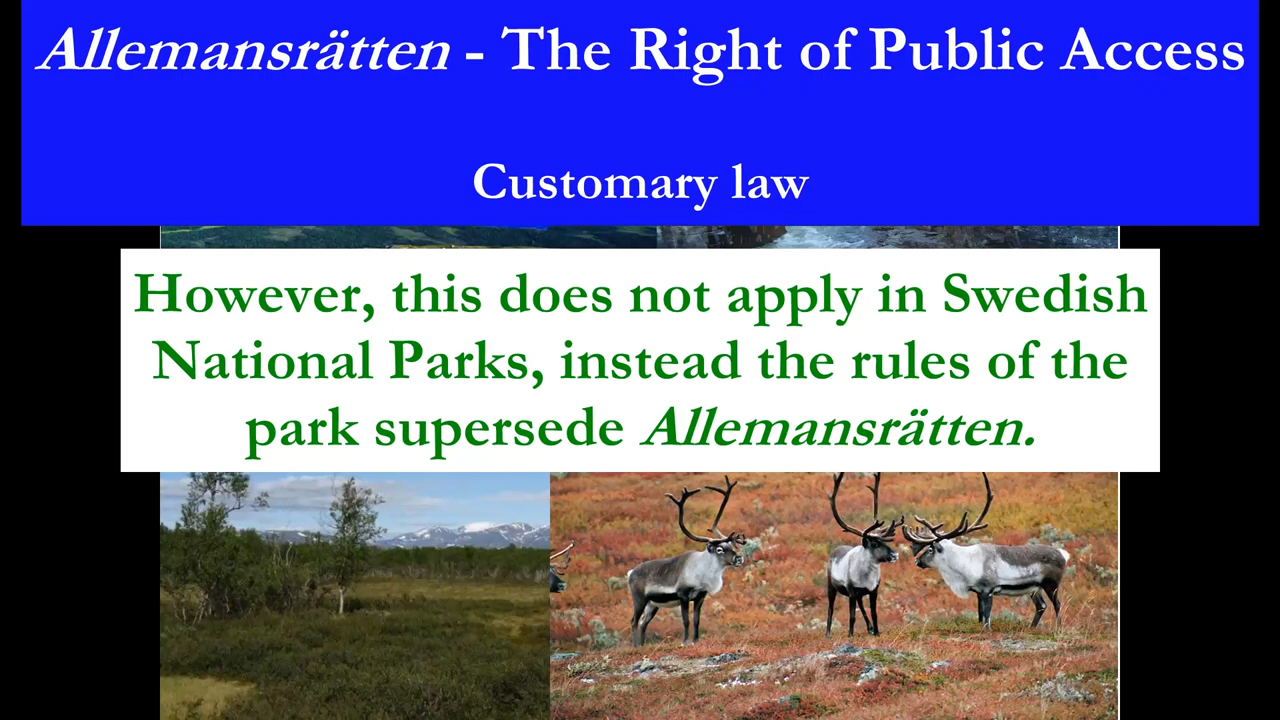 Allemansrätten - The Right of Public Access
Customary law
However, this does not apply in Swedish
National Parks, instead the rules of the
park supersede Allemansrätten.